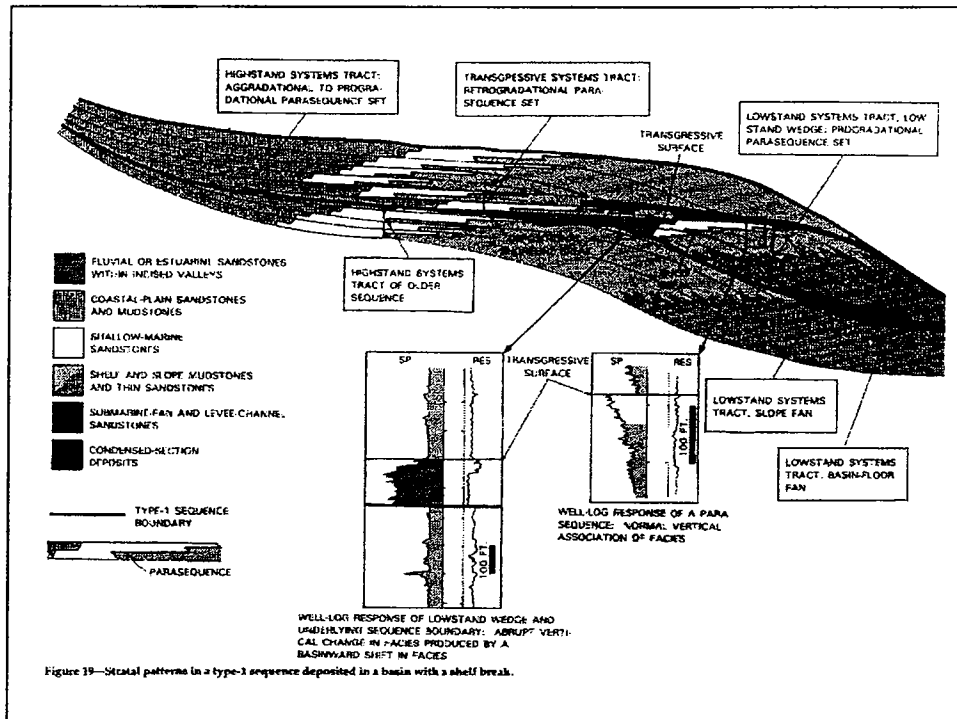 HIGHSTAND SYSTEMS TRACT:
AGGRADATIONAL TO PROGRA-
DATIONAL PARASEQUENCE SET
TRANSGRESSIVE SYSTEMS TRACT:
RETROGRADATIONAL PARA-
SEQUENCE SET
TRANSGRESSIVE
SURFACE
LOWSTAND SYSTEMS TRACT, LOW
STAND WEDGE: PROGRADATIONAL
PARASEQUENCE SET
FLUVIAL OR ESTUARINE SANDSTONES
WITHIN INCISED VALLEYS
COASTAL-PLAIN SANDSTONES
AND MUDSTONES
SHALLOW-MARINE
SANDSTONES
SHELF AND SLOPE MUDSTONES
AND THIN SANDSTONES
SUBMARINE-FAN AND LEVEE-CHANNEL
SANDSTONES
CONDENSED-SECTION
DEPOSITS
TYPE-1 SEQUENCE
BOUNDARY
PARASEQUENCE
HIGHSTAND SYSTEMS
TRACT OF OLDER
SEQUENCE
SP RES
100 FT.
TRANSGRESSIVE
SURFACE
SP RES
100 FT.
LOWSTAND SYSTEMS
TRACT, SLOPE FAN
LOWSTAND SYSTEMS
TRACT, BASIN-FLOOR
FAN
WELL-LOG RESPONSE OF A PARA
SEQUENCE: NORMAL VERTICAL
ASSOCIATION OF FACIES
WELL-LOG RESPONSE OF LOWSTAND WEDGE AND
UNDERLYING SEQUENCE BOUNDARY: ABRUPT VERTI-
CAL CHANGE IN FACIES PRODUCED BY A
BASINWARD SHIFT IN FACIES
Figure 19—Stratal patterns in a type-1 sequence deposited in a basin with a shelf break.